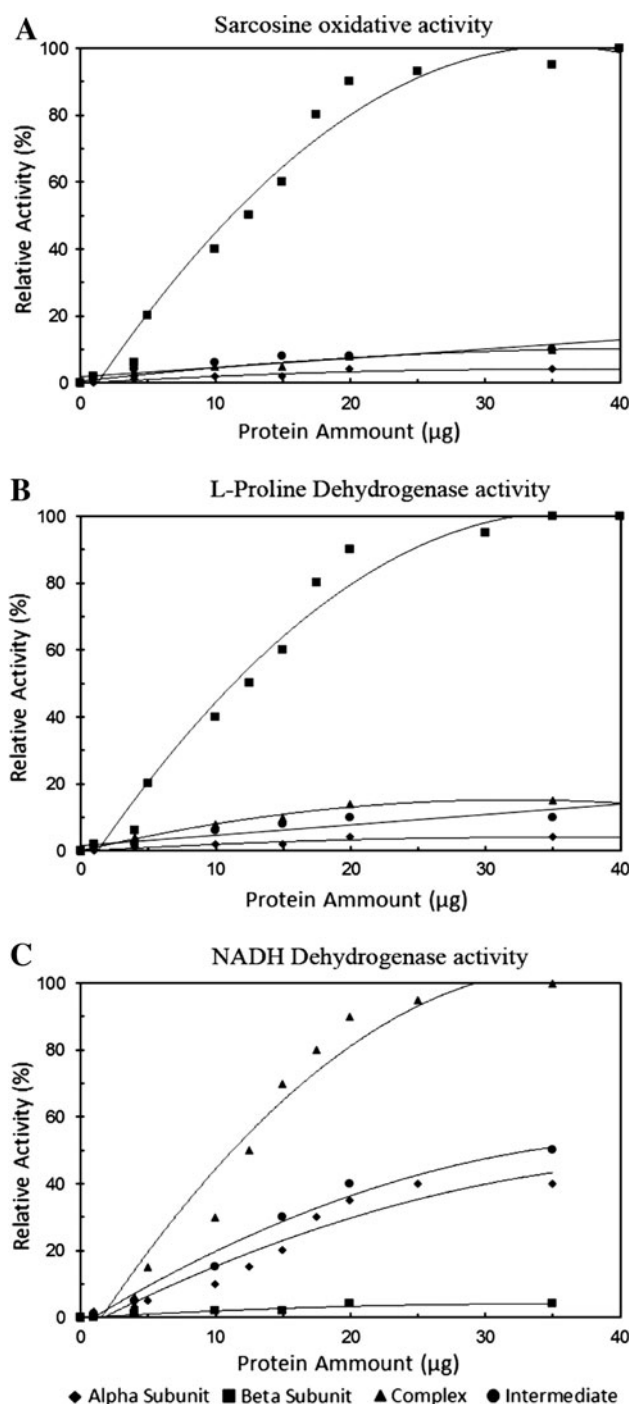 A
Sarcosine oxidative activity
100
80
60
40
20
0
Relative Activity (%)
0 10 20 30 40
Protein Ammount (µg)
B
L-Proline Dehydrogenase activity
100
80
60
40
20
0
Relative Activity (%)
0 10 20 30 40
Protein Ammount (µg)
C
NADH Dehydrogenase activity
100
80
60
40
20
0
Relative Activity (%)
0 10 20 30 40
Protein Ammount (µg)
Alpha Subunit Beta Subunit Complex Intermediate